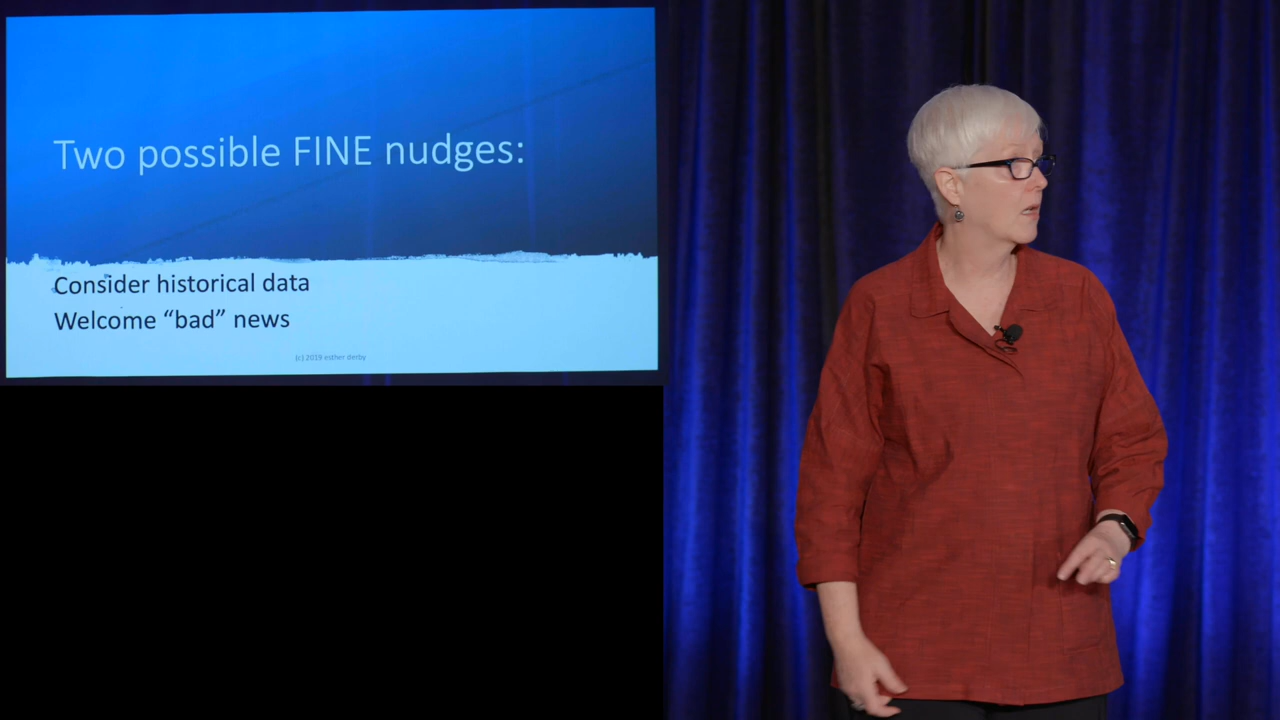 Two possible FINE nudges:
Consider historical data
Welcome “bad” news
(c) 2019 esther derby